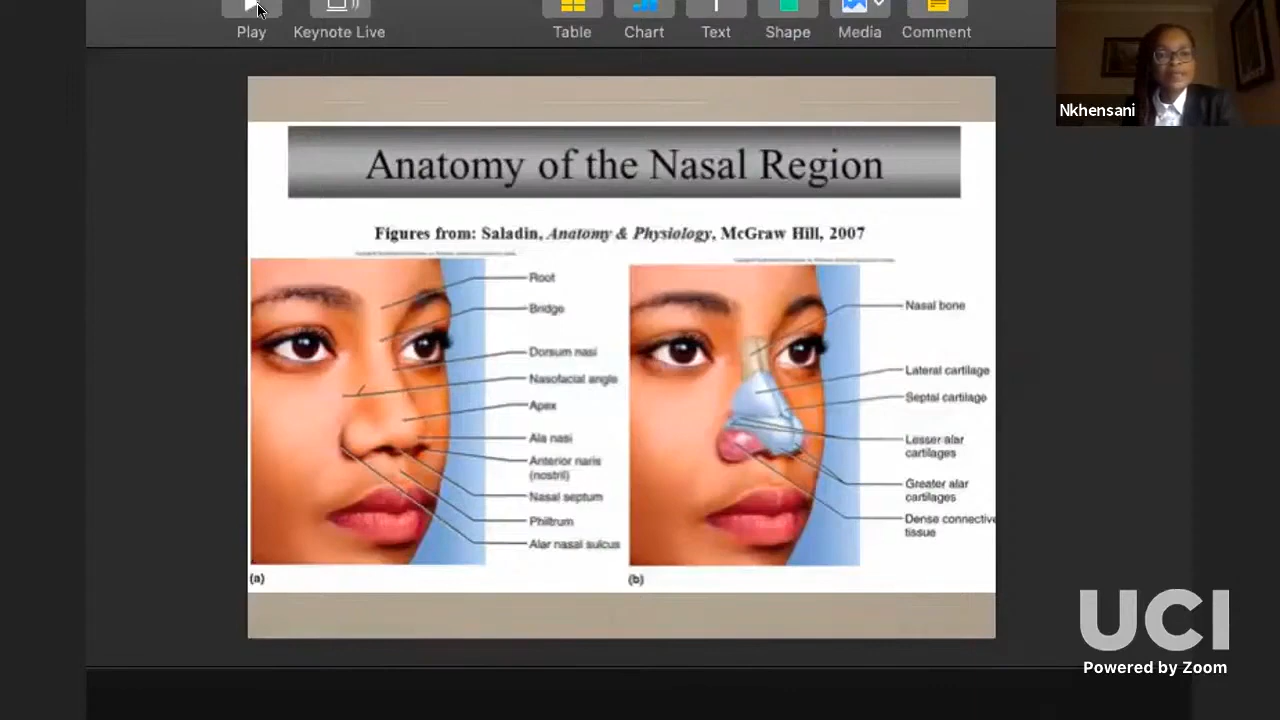 Play
Keynote Live
Table
Chart
Text
Shape
Media
Comment
Nkhensani
Anatomy of the Nasal Region
Figures from: Saladin, Anatomy & Physiology, McGraw Hill, 2007
Root
Bridge
Dorsum nasi
Nasofacial angle
Apex
Ala nasi
Anterior naris
(nostril)
Nasal septum
Philtrum
Alar nasal sulcus
(a)
Nasal bone
Lateral cartilage
Septal cartilage
Lesser alar
cartilages
Greater alar
cartilages
Dense connective
tissue
(b)
UCI
Powered by Zoom